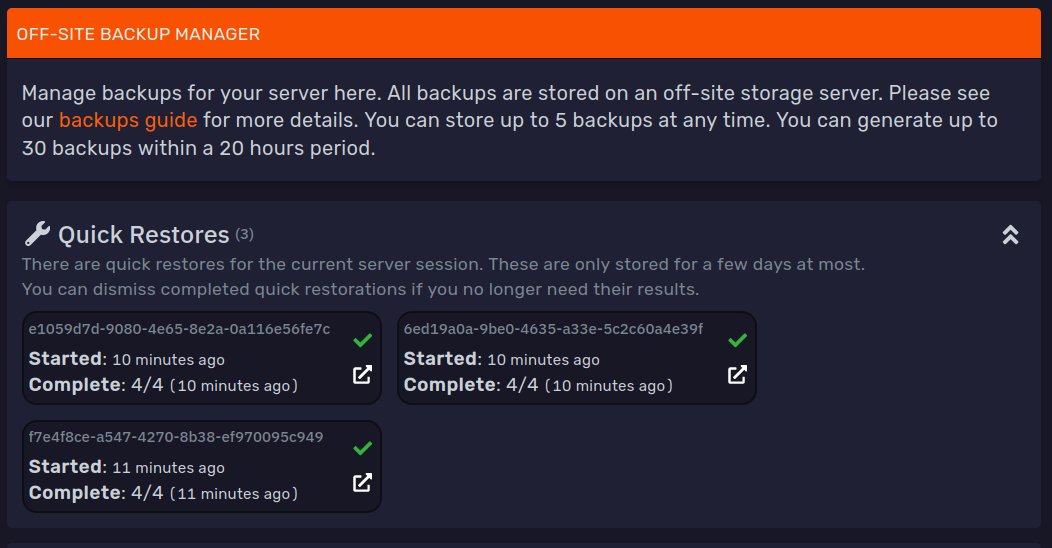 OFF-SITE BACKUP MANAGER
Manage backups for your server here. All backups are stored on an off-site storage server. Please see
our backups guide for more details. You can store up to 5 backups at any time. You can generate up to
30 backups within a 20 hours period.
Quick Restores (3)
There are quick restores for the current server session. These are only stored for a few days at most.
You can dismiss completed quick restorations if you no longer need their results.
e1059d7d-9080-4e65-8e2a-0a116e56fe7c
Started: 10 minutes ago
Complete: 4/4 (10 minutes ago)
6ed19a0a-9be0-4635-a33e-5c2c60a4e39f
Started: 10 minutes ago
Complete: 4/4 (10 minutes ago)
f7e4f8ce-a547-4270-8b38-ef970095c949
Started: 11 minutes ago
Complete: 4/4 (11 minutes ago)